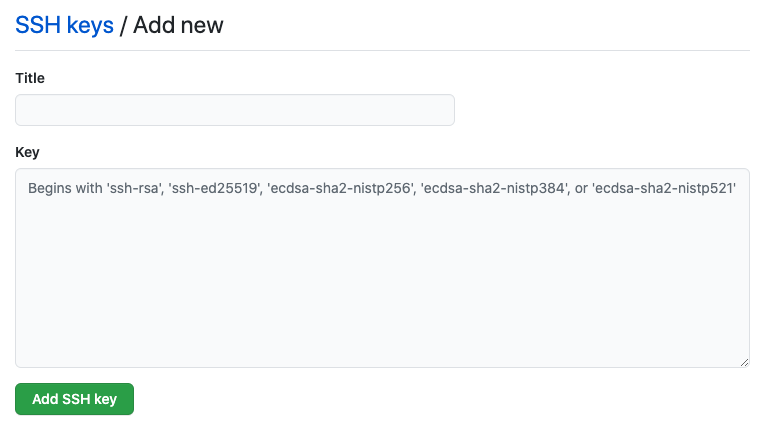 SSH keys / Add new
Title
Key
Begins with 'ssh-rsa', 'ssh-ed25519', 'ecdsa-sha2-nistp256', 'ecdsa-sha2-nistp384', or 'ecdsa-sha2-nistp521'
Add SSH key